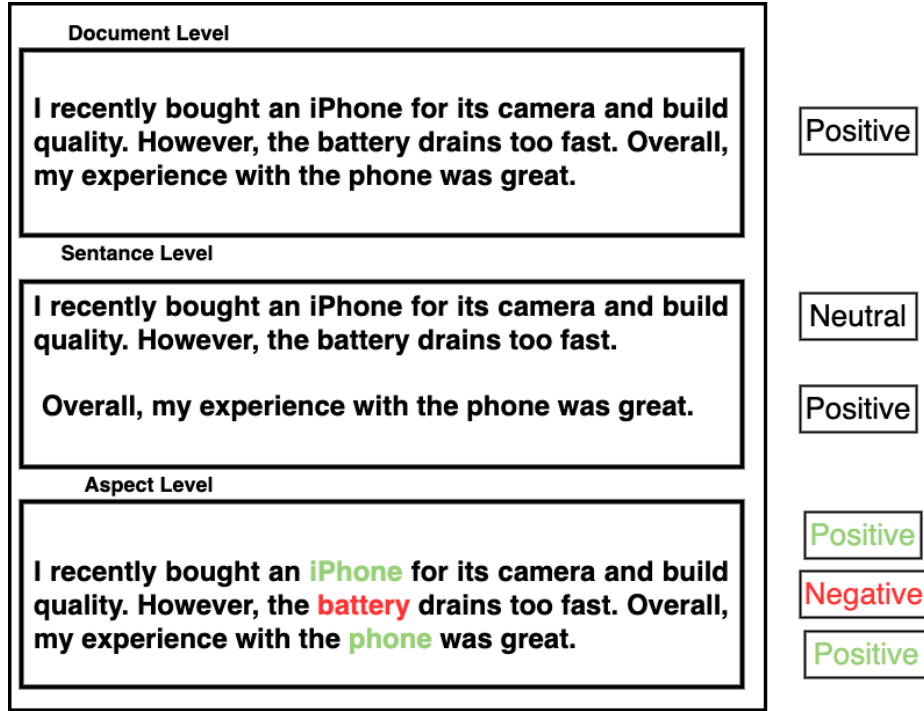 Document Level
I recently bought an iPhone for its camera and build
quality. However, the battery drains too fast. Overall,
my experience with the phone was great.
Positive
Sentance Level
I recently bought an iPhone for its camera and build
quality. However, the battery drains too fast.
Neutral
Overall, my experience with the phone was great.
Positive
Aspect Level
I recently bought an iPhone for its camera and build
quality. However, the battery drains too fast. Overall,
my experience with the phone was great.
Positive
Negative
Positive